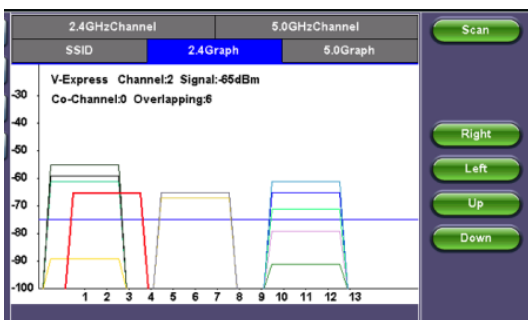 2.4GHzChannel 5.0GHzChannel
SSID 2.4Graph 5.0Graph
V-Express Channel:2 Signal:-65dBm
Co-Channel:0 Overlapping:6
-30
-40
-50
-60
-70
-80
-90
-100
1 2 3 4 5 6 7 8 9 10 11 12 13
Scan
Right
Left
Up
Down